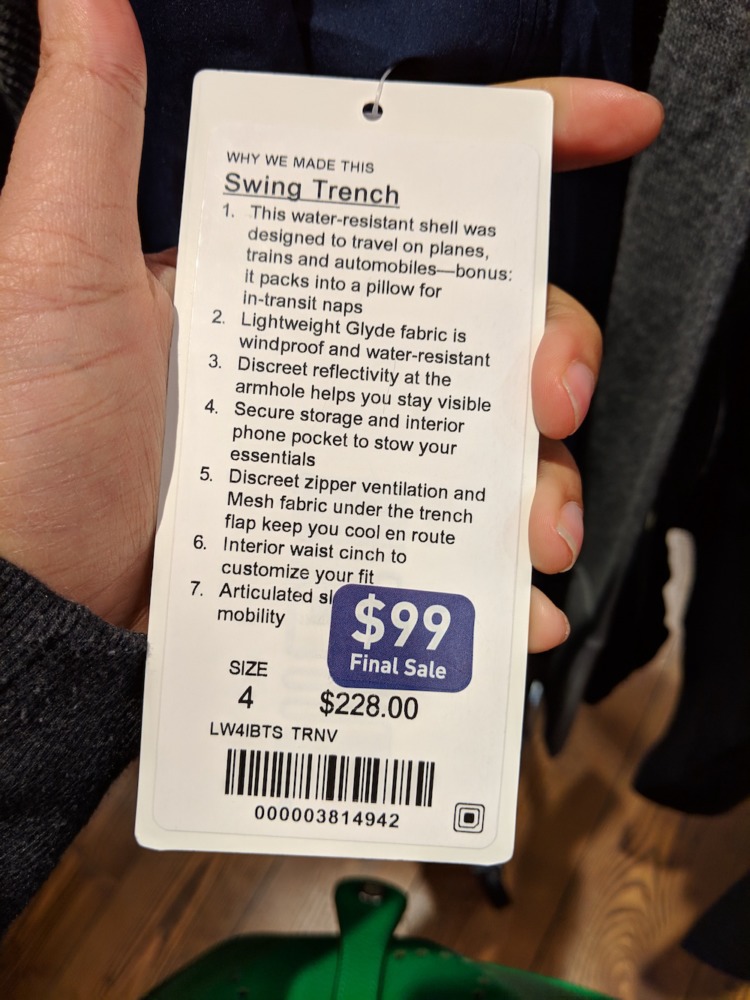 WHY WE MADE THIS
Swing Trench
1. This water-resistant shell was
designed to travel on planes,
trains and automobiles—bonus:
it packs into a pillow for
in-transit naps
2. Lightweight Glyde fabric is
windproof and water-resistant
3. Discreet reflectivity at the
armhole helps you stay visible
4. Secure storage and interior
phone pocket to stow your
essentials
5. Discreet zipper ventilation and
Mesh fabric under the trench
flap keep you cool en route
6. Interior waist cinch to
customize your fit
7. Articulated
mobility
$99
Final Sale
SIZE
4 $228.00
LW4IBTS TRNV
000003814942